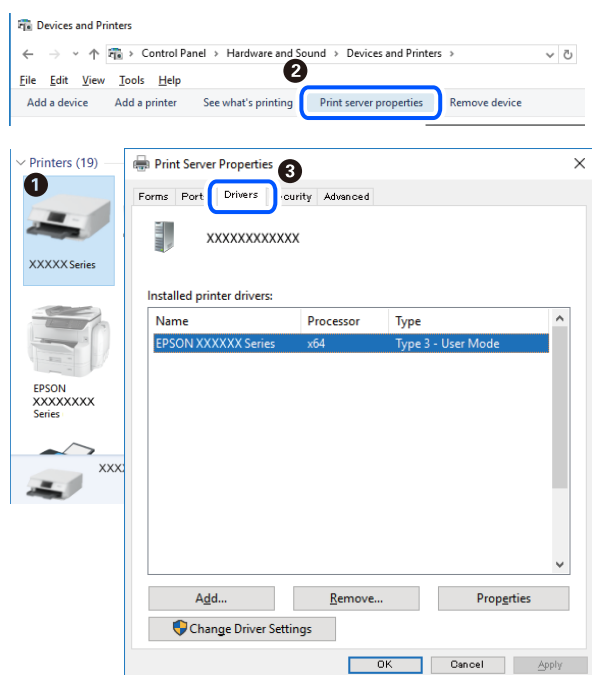 Devices and Printers
Control Panel > Hardware and Sound > Devices and Printers >
2
File Edit View Tools Help
Add a device Add a printer See what's printing Print server properties Remove device
Printers (19)
1
XXXXX Series
EPSON
XXXXXXXX
Series
XXX
Print Server Properties
3
Forms Port Drivers curity Advanced
XXXXXXXXXXXX
Installed printer drivers:
Name Processor Type
EPSON XXXXXX Series x64 Type 3 - User Mode
Add... Remove... Properties
Change Driver Settings
OK Cancel Apply